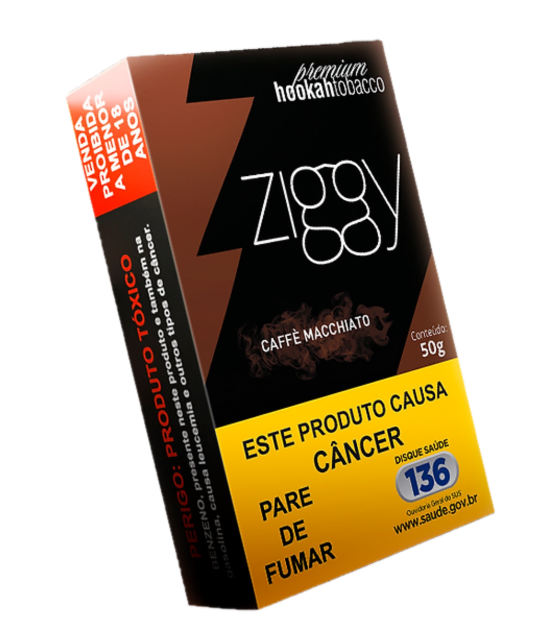 premium
hookahtobacco
ziggy
CAFFÈ MACCHIATO
Conteúdo:
50g
ESTE PRODUTO CAUSA
CÂNCER
PARE
DE
FUMAR
DISQUE SAÚDE
136
Ouvidoria Geral do SUS
www.saude.gov.br
VENDA
PROIBIDA
A MENOR
DE 18
ANOS
PERIGO: PRODUTO TÓXICO
BENZENO, presente neste produto e também na
gasolina, causa leucemia e outros tipos de câncer.